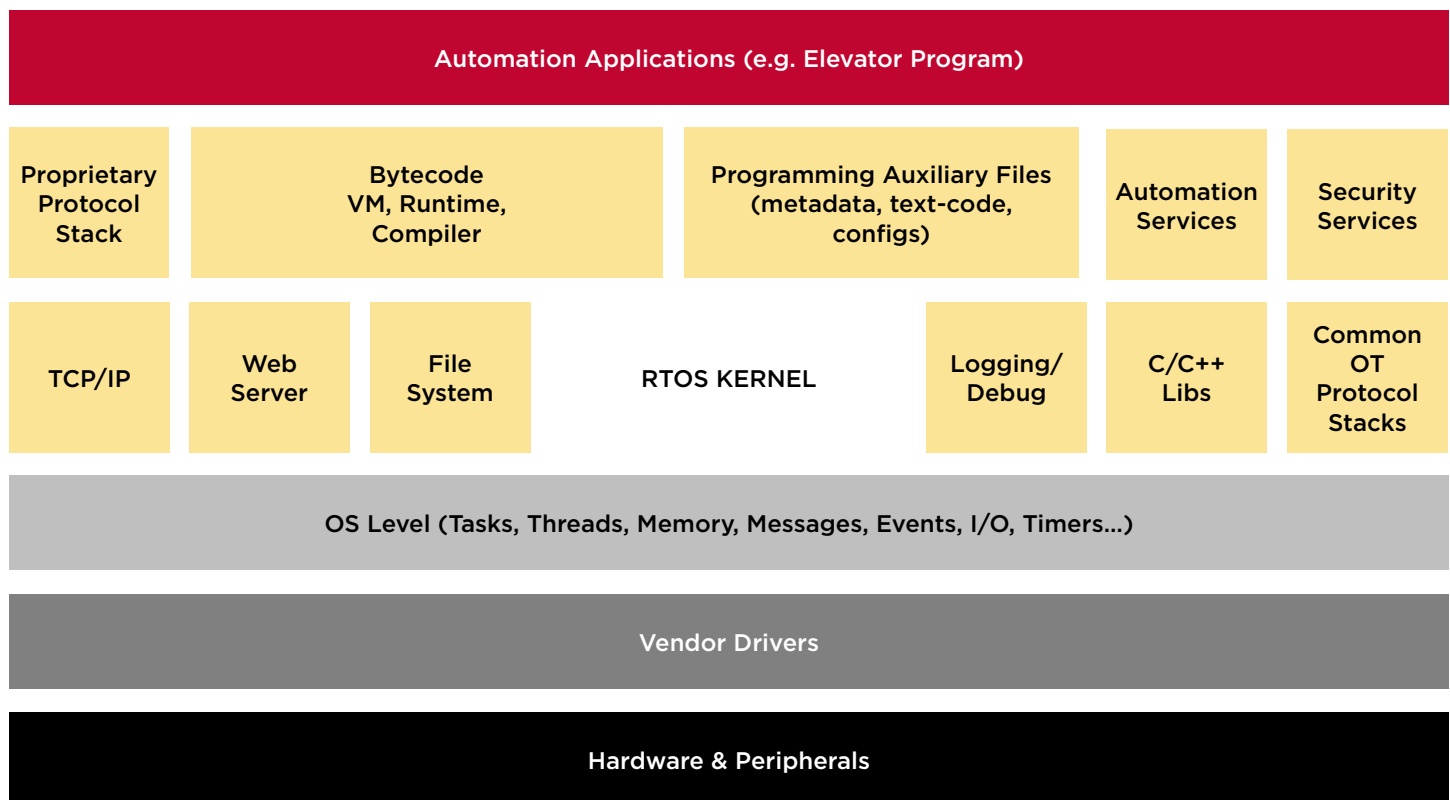 Automation Applications (e.g. Elevator Program)
Proprietary
Protocol
Stack
Bytecode
VM, Runtime,
Compiler
Programming Auxiliary Files
(metadata, text-code,
configs)
Automation
Services
Security
Services
TCP/IP
Web
Server
File
System
RTOS KERNEL
Logging/
Debug
C/C++
Libs
Common
OT
Protocol
Stacks
OS Level (Tasks, Threads, Memory, Messages, Events, I/O, Timers...)
Vendor Drivers
Hardware & Peripherals